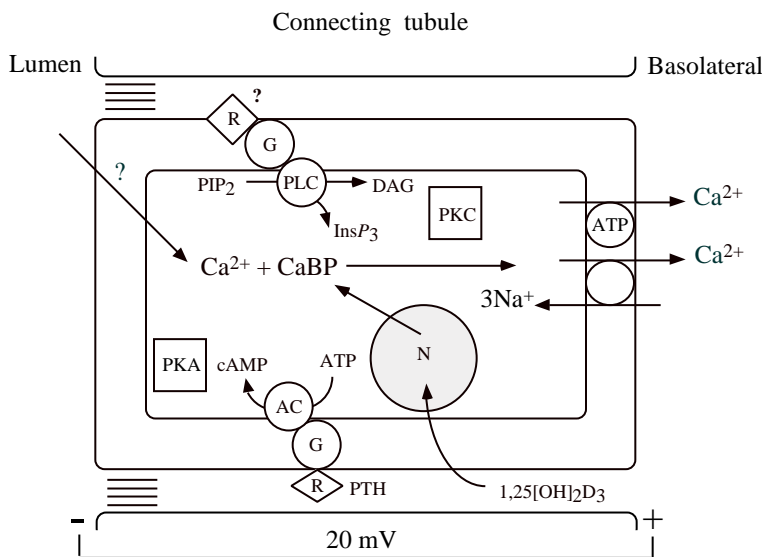 Connecting tubule
Lumen
Basolateral
?
R
G
?
PIP2
PLC
DAG
InsP3
PKC
ATP
Ca2+
Ca2+
Ca2+ + CaBP
3Na+
N
PKA
cAMP
ATP
AC
G
R
PTH
1,25[OH]2D3
-
+
20 mV